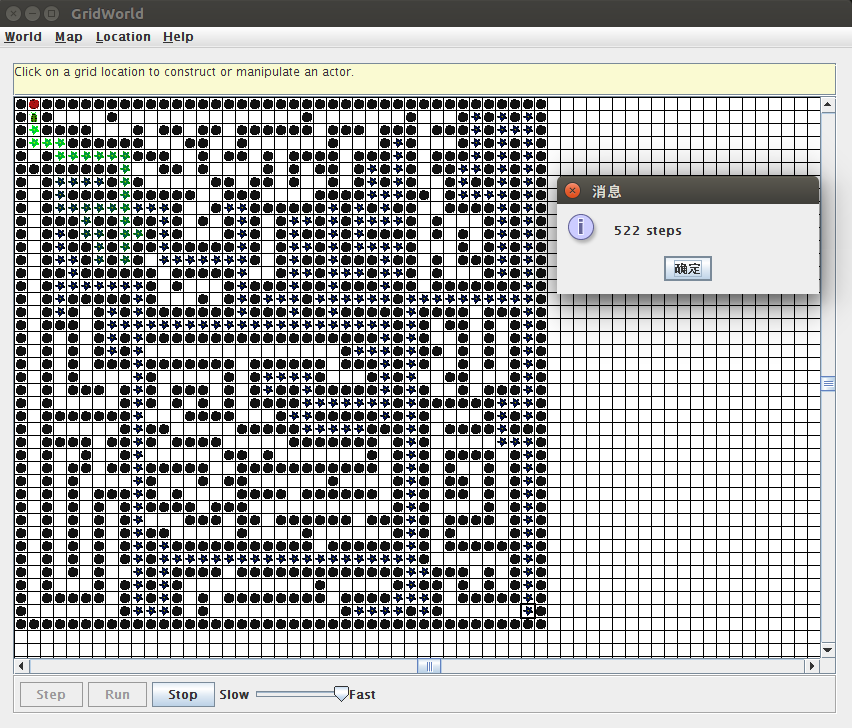 GridWorld
World Map Location Help
Click on a grid location to construct or manipulate an actor.
消息
522 steps
确定
Step Run Stop Slow Fast